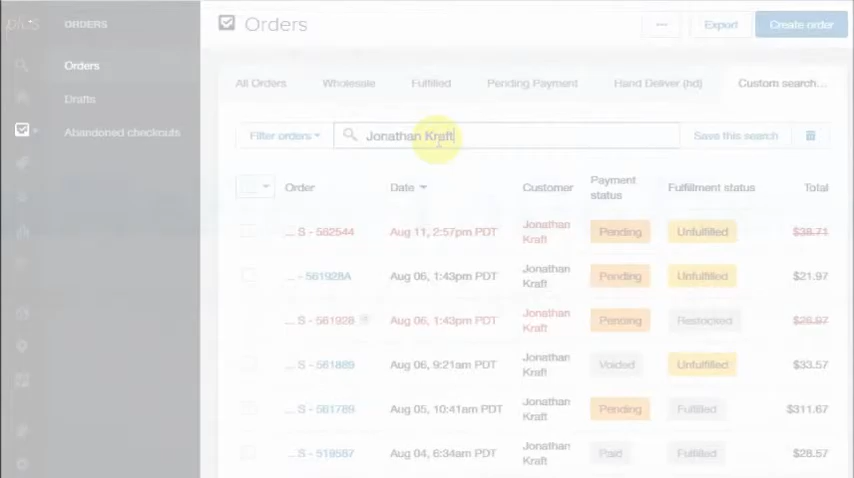 plus ORDERS
Orders
Drafts
Abandoned checkouts
Orders ... Export Create order
All Orders Wholesale Fulfilled Pending Payment Hand Deliver (hd) Custom search...
Filter orders Jonathan Kraft Save this search
Order Date Customer Payment status Fulfillment status Total
... S - 562544 Aug 11, 2:57pm PDT Jonathan Kraft Pending Unfulfilled $38.71
... - 561928A Aug 06, 1:43pm PDT Jonathan Kraft Pending Unfulfilled $21.97
... S - 561928 Aug 06, 1:43pm PDT Jonathan Kraft Pending Restocked $26.97
... S - 561889 Aug 06, 9:21am PDT Jonathan Kraft Voided Unfulfilled $33.57
... S - 561789 Aug 05, 10:41am PDT Jonathan Kraft Pending Fulfilled $311.67
... S - 519587 Aug 04, 6:34am PDT Jonathan Kraft Paid Fulfilled $28.57